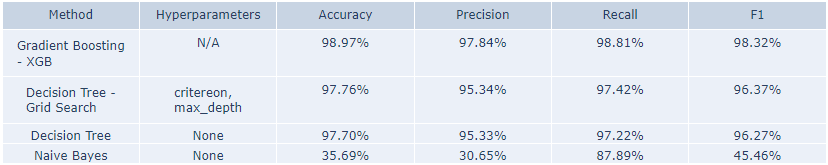 Method Hyperparameters Accuracy Precision Recall F1
Gradient Boosting - XGB N/A 98.97% 97.84% 98.81% 98.32%
Decision Tree - Grid Search critereon, max_depth 97.76% 95.34% 97.42% 96.37%
Decision Tree None 97.70% 95.33% 97.22% 96.27%
Naive Bayes None 35.69% 30.65% 87.89% 45.46%